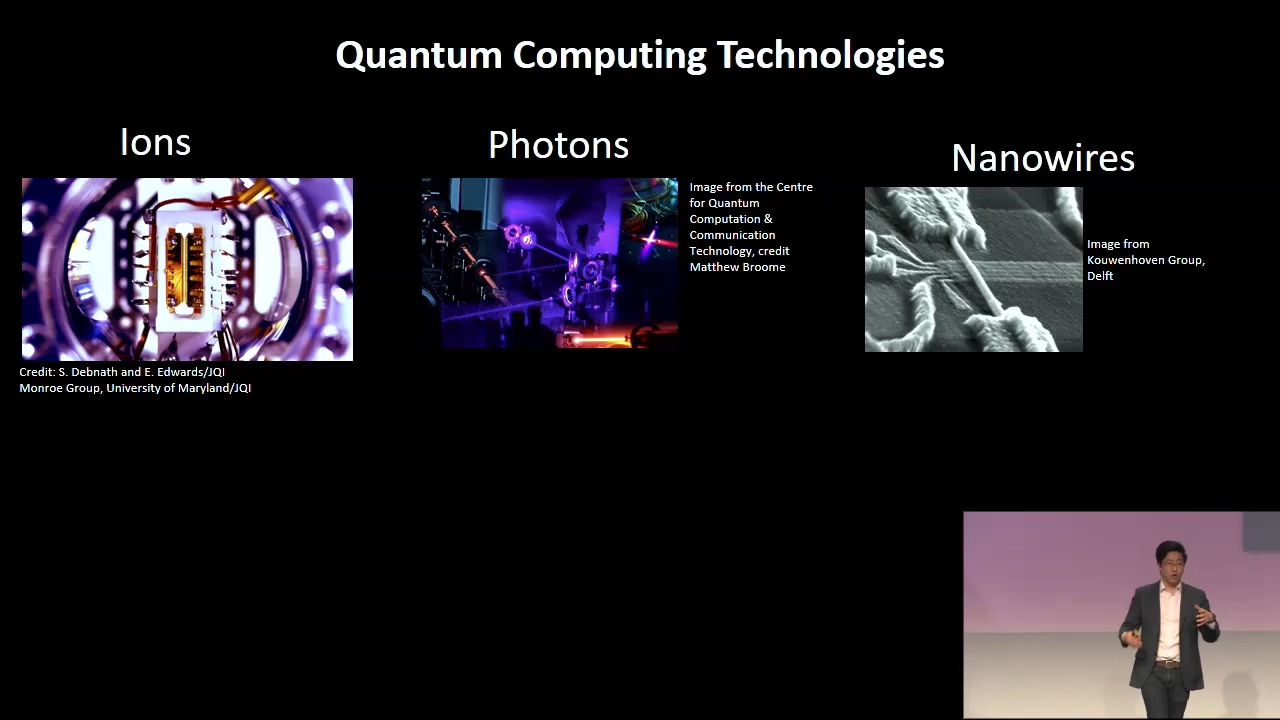 Quantum Computing Technologies
Ions
Photons
Nanowires
Image from the Centre
for Quantum
Computation &
Communication
Technology, credit
Matthew Broome
Image from
Kouwenhoven Group,
Delft
Credit: S. Debnath and E. Edwards/JQI
Monroe Group, University of Maryland/JQI